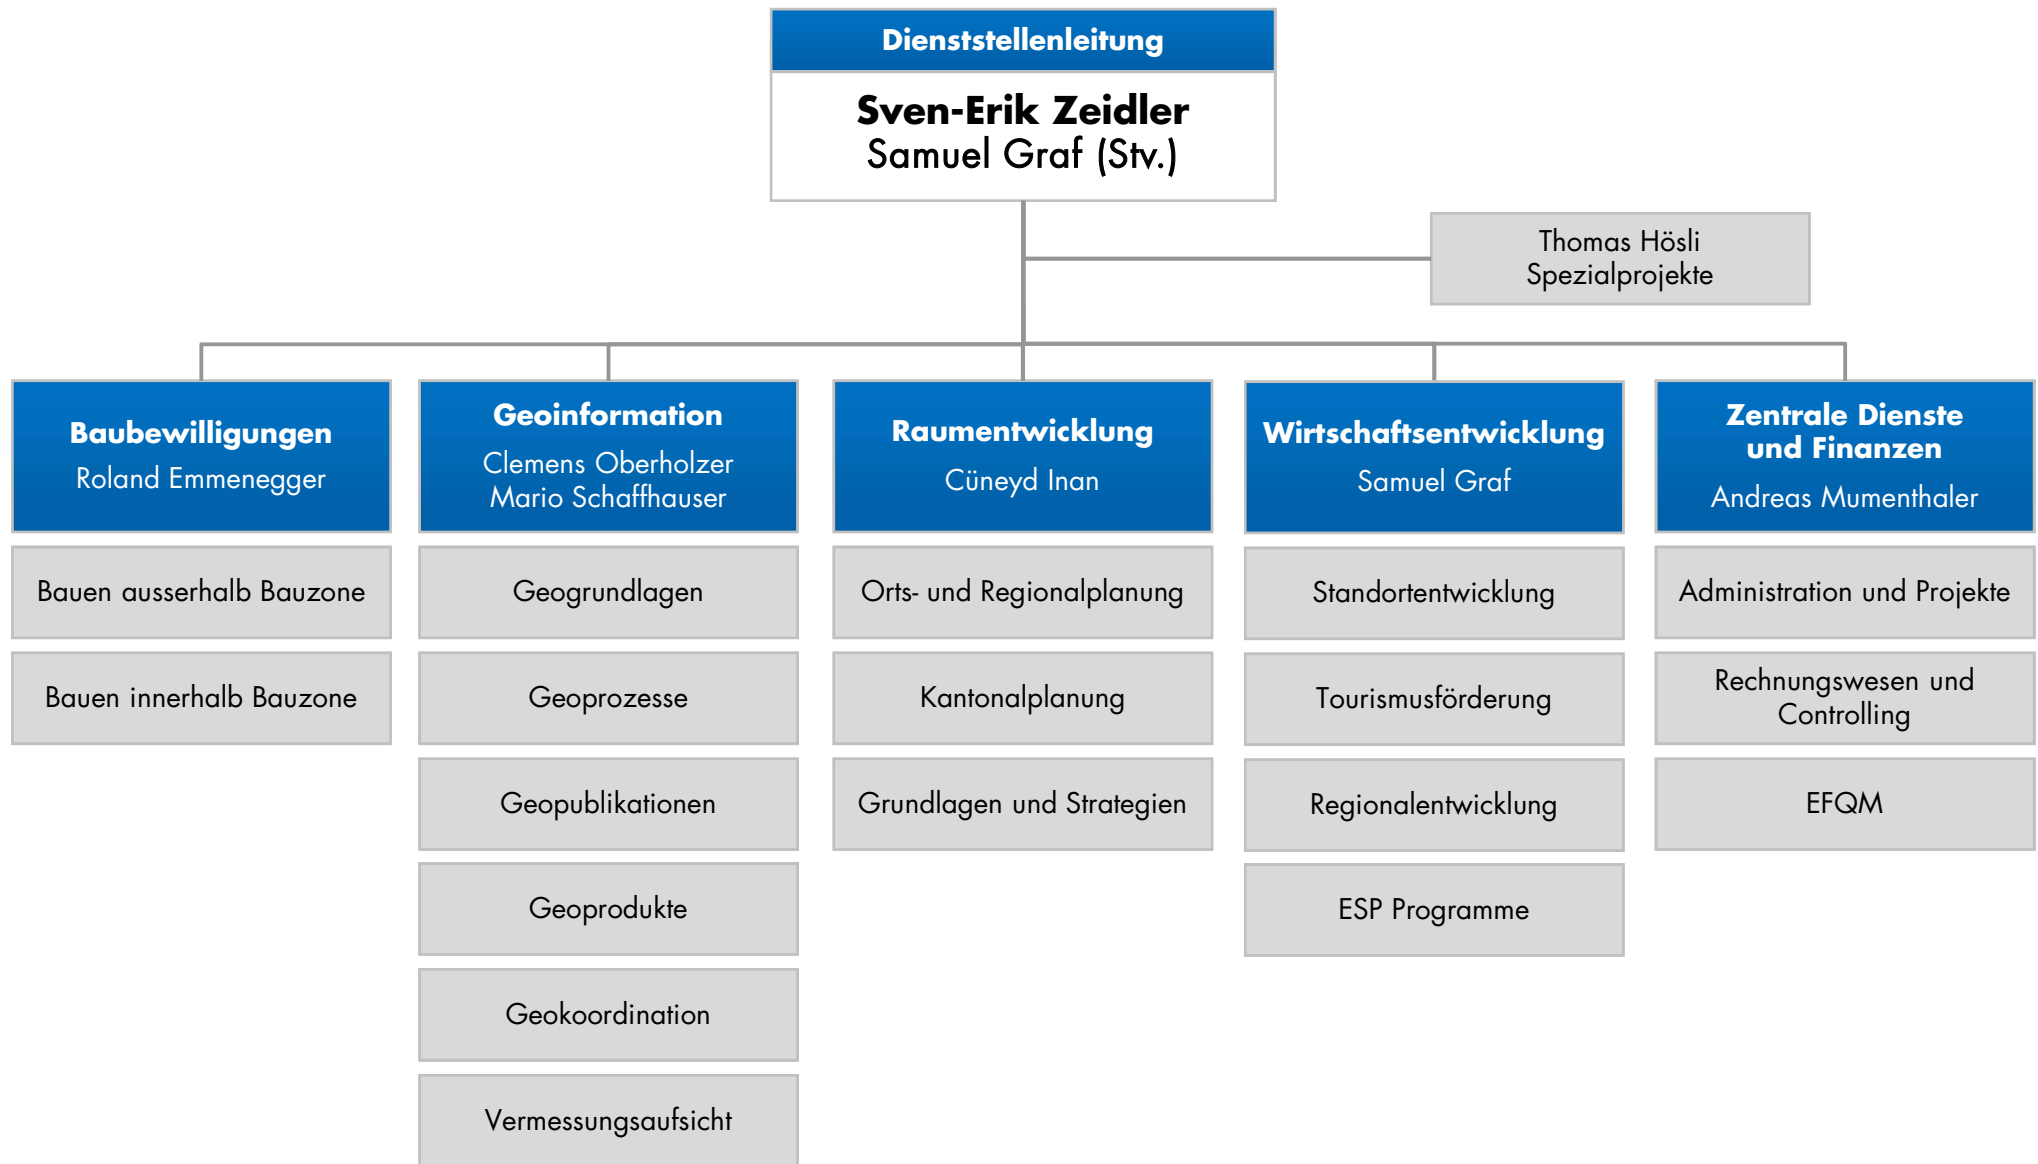 Dienststellenleitung
Sven-Erik Zeidler
Samuel Graf (Stv.)
Thomas Hösli
Spezialprojekte
Baubewilligungen
Roland Emmenegger
Bauen ausserhalb Bauzone
Bauen innerhalb Bauzone
Geoinformation
Clemens Oberholzer
Mario Schaffhauser
Geogrundlagen
Geoprozesse
Geopublikationen
Geoprodukte
Geokoordination
Vermessungsaufsicht
Raumentwicklung
Cüneyd Inan
Orts- und Regionalplanung
Kantonalplanung
Grundlagen und Strategien
Wirtschaftsentwicklung
Samuel Graf
Standortentwicklung
Tourismusförderung
Regionalentwicklung
ESP Programme
Zentrale Dienste
und Finanzen
Andreas Mumenthaler
Administration und Projekte
Rechnungswesen und
Controlling
EFQM